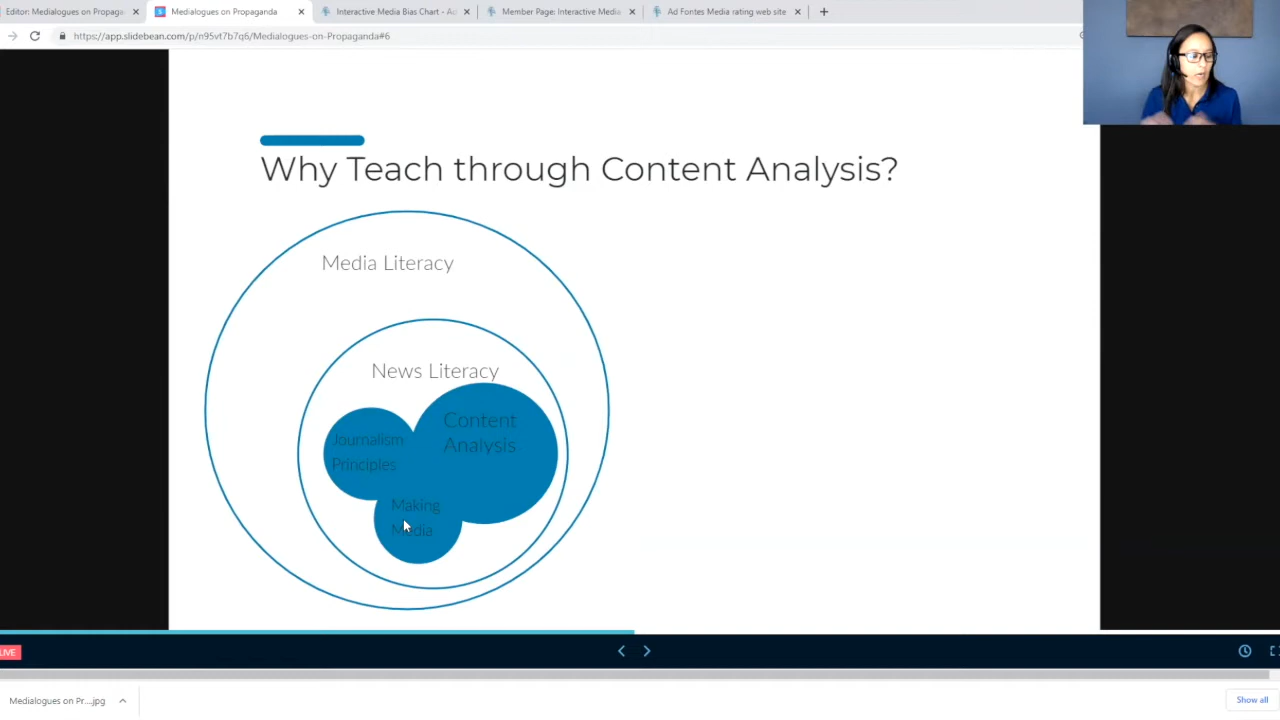 Editor: Medialogues on Propaga
Medialogues on Propaganda
Interactive Media Bias Chart - Ad
Member Page: Interactive Media
Ad Fontes Media rating web site
https://app.slidebean.com/p/n95vt7b7q6/Medialogues-on-Propaganda#6
Why Teach through Content Analysis?
Media Literacy
News Literacy
Content
Analysis
Journalism
Principles
Making
Media
LIVE
Medialogues on Pr....jpg
Show all